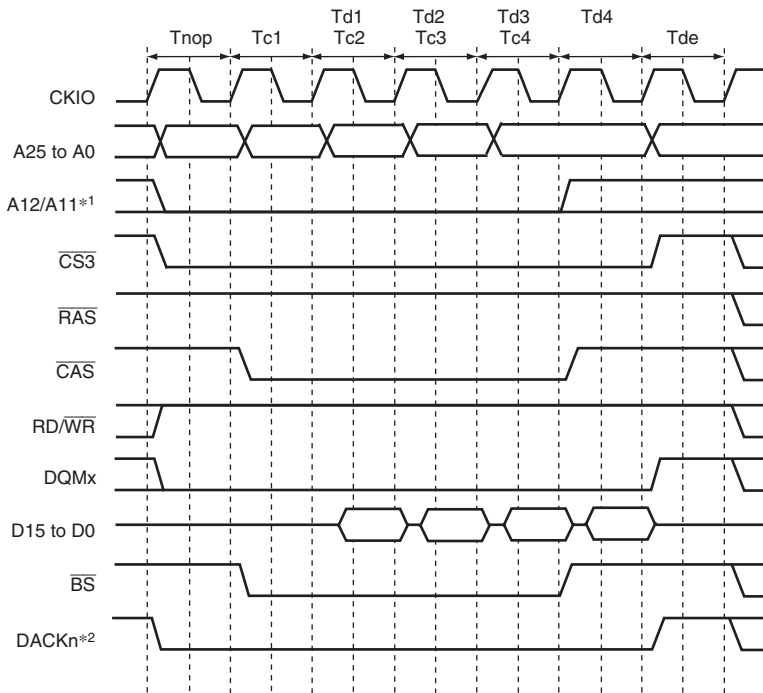 Td1 Td2 Td3 Td4
Tnop Tc1 Tc2 Tc3 Tc4 Tde
CKIO
A25 to A0
A12/A11*1
CS3
RAS
CAS
RD/WR
DQMx
D15 to D0
BS
DACKn*2